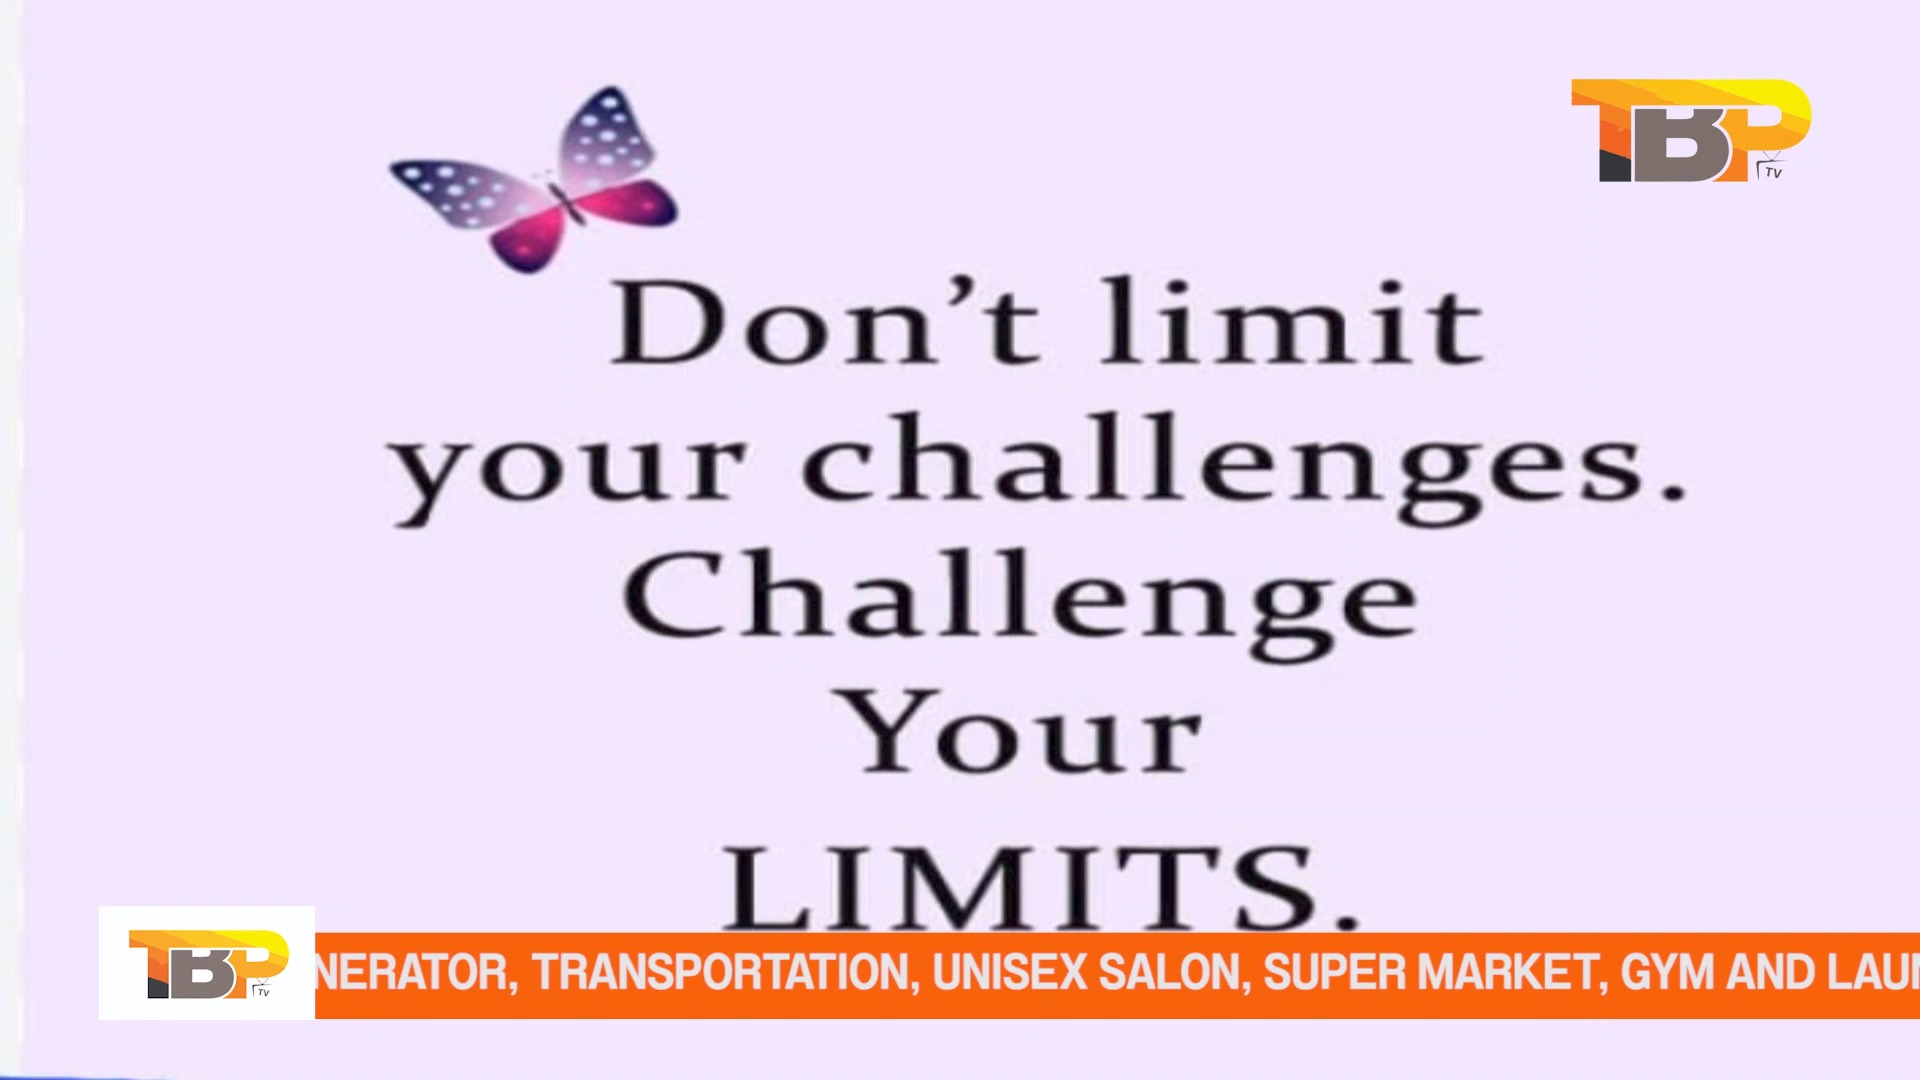 TBP
TV
Don't limit
your challenges.
Challenge
Your
LIMITS.
TBP
TV
NERATOR, TRANSPORTATION, UNISEX SALON, SUPER MARKET, GYM AND LAUN